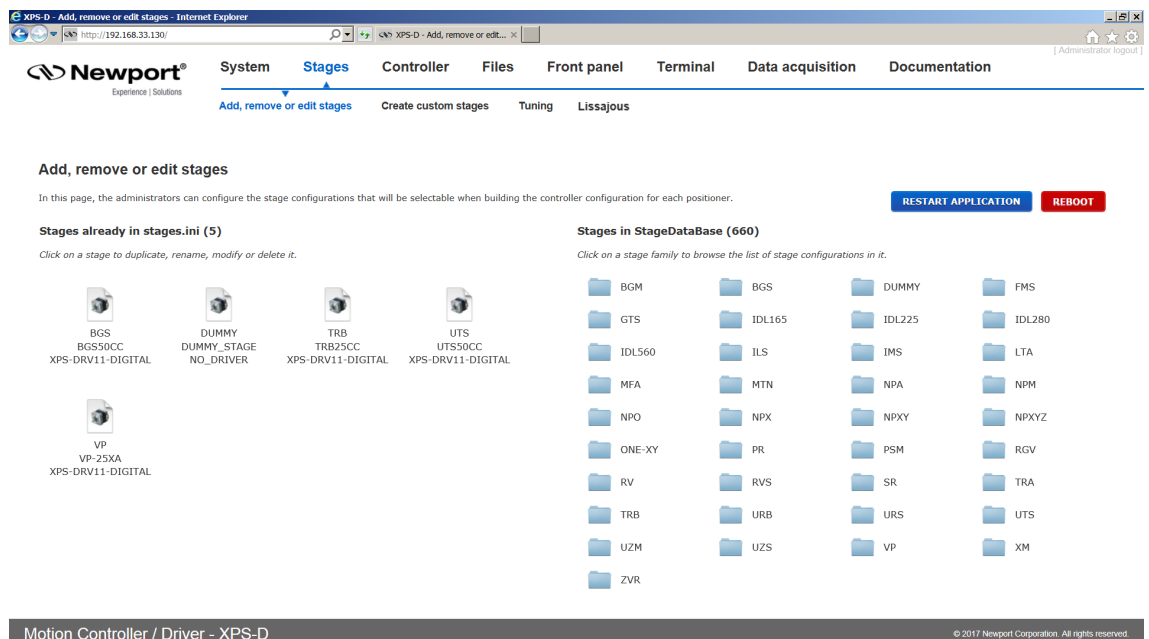 XPS-D - Add, remove or edit stages - Internet Explorer
http://192.168.33.130/
XPS-D - Add, remove or edit...
[ Administrator logout ]
Newport®
Experience | Solutions
System Stages Controller Files Front panel Terminal Data acquisition Documentation
Add, remove or edit stages Create custom stages Tuning Lissajous
Add, remove or edit stages
In this page, the administrators can configure the stage configurations that will be selectable when building the controller configuration for each positioner.
RESTART APPLICATION REBOOT
Stages already in stages.ini (5)
Click on a stage to duplicate, rename, modify or delete it.
BGS DUMMY TRB UTS
BGS50CC DUMMY_STAGE TRB25CC UTS50CC
XPS-DRV11-DIGITAL NO_DRIVER XPS-DRV11-DIGITAL XPS-DRV11-DIGITAL
VP
VP-25XA
XPS-DRV11-DIGITAL
Stages in StageDataBase (660)
Click on a stage family to browse the list of stage configurations in it.
BGM BGS DUMMY FMS
GTS IDL165 IDL225 IDL280
IDL560 ILS IMS LTA
MFA MTN NPA NPM
NPO NPX NPXY NPXYZ
ONE-XY PR PSM RGV
RV RVS SR TRA
TRB URB URS UTS
UZM UZS VP XM
ZVR
Motion Controller / Driver - XPS-D
© 2017 Newport Corporation. All rights reserved.